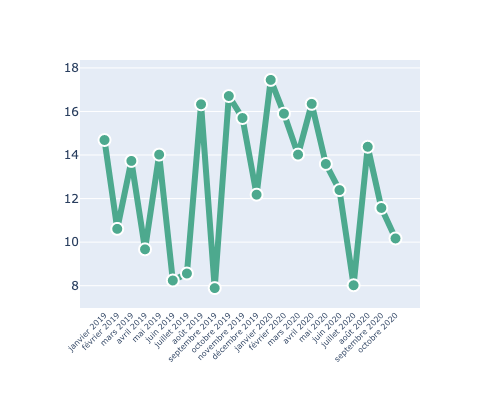 18
16
14
12
10
8
janvier 2019
février 2019
mars 2019
avril 2019
mai 2019
juin 2019
juillet 2019
août 2019
septembre 2019
octobre 2019
novembre 2019
décembre 2019
janvier 2020
février 2020
mars 2020
avril 2020
mai 2020
juin 2020
juillet 2020
août 2020
septembre 2020
octobre 2020